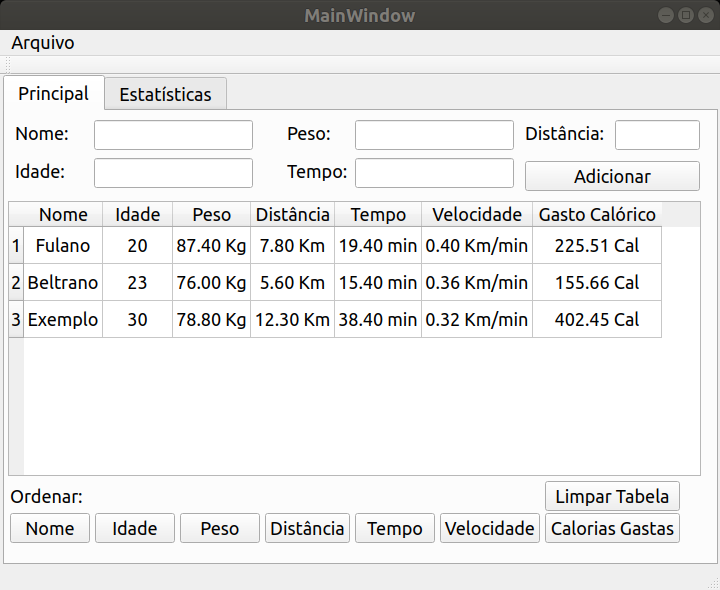 MainWindow
Arquivo
Principal Estatísticas
Nome: Peso: Distância:
Idade: Tempo: Adicionar
Nome Idade Peso Distância Tempo Velocidade Gasto Calórico
1 Fulano 20 87.40 Kg 7.80 Km 19.40 min 0.40 Km/min 225.51 Cal
2 Beltrano 23 76.00 Kg 5.60 Km 15.40 min 0.36 Km/min 155.66 Cal
3 Exemplo 30 78.80 Kg 12.30 Km 38.40 min 0.32 Km/min 402.45 Cal
Ordenar: Limpar Tabela
Nome Idade Peso Distância Tempo Velocidade Calorias Gastas